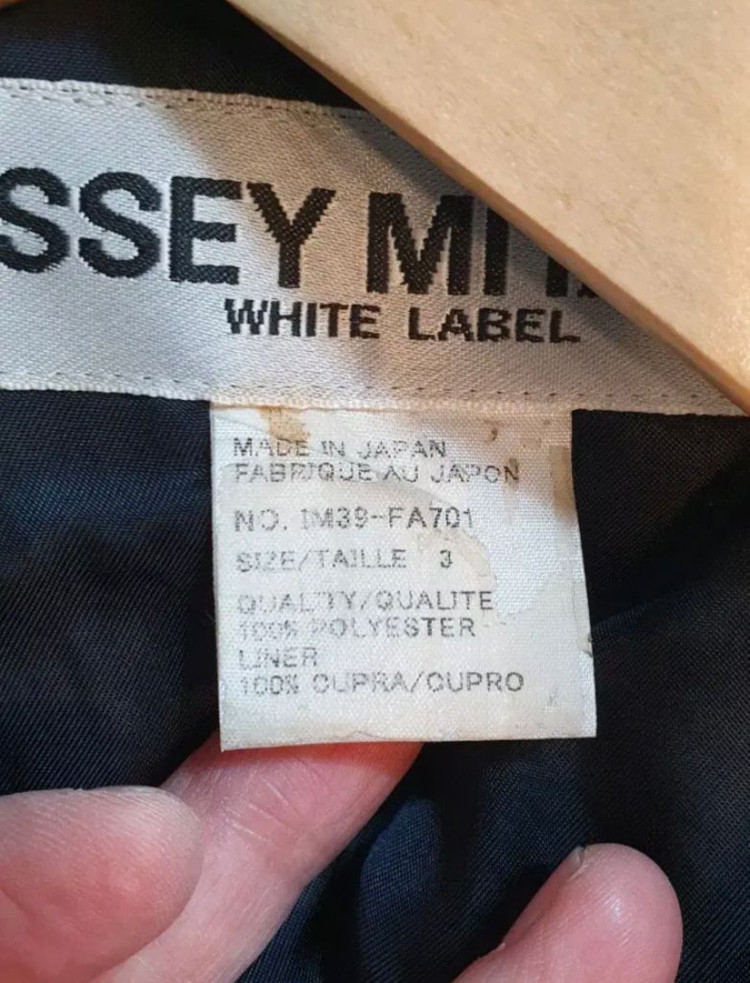 SSEY MI
WHITE LABEL
MADE IN JAPAN
FABRIQUE AU JAPON
NO. IM39-FA701
SIZE/TAILLE 3
QUALITY/QUALITE
100% POLYESTER
LINER
100% CUPRA/CUPRO